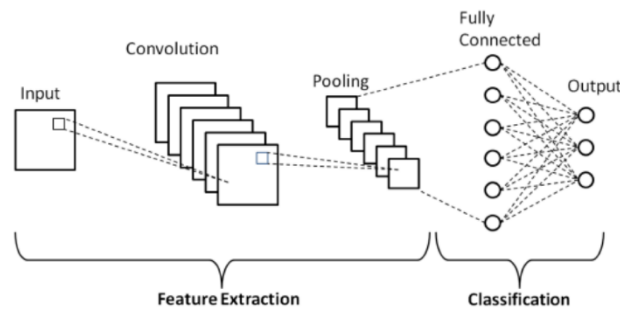 Fully
Connected
Convolution
Pooling
Input
Output
Feature Extraction
Classification